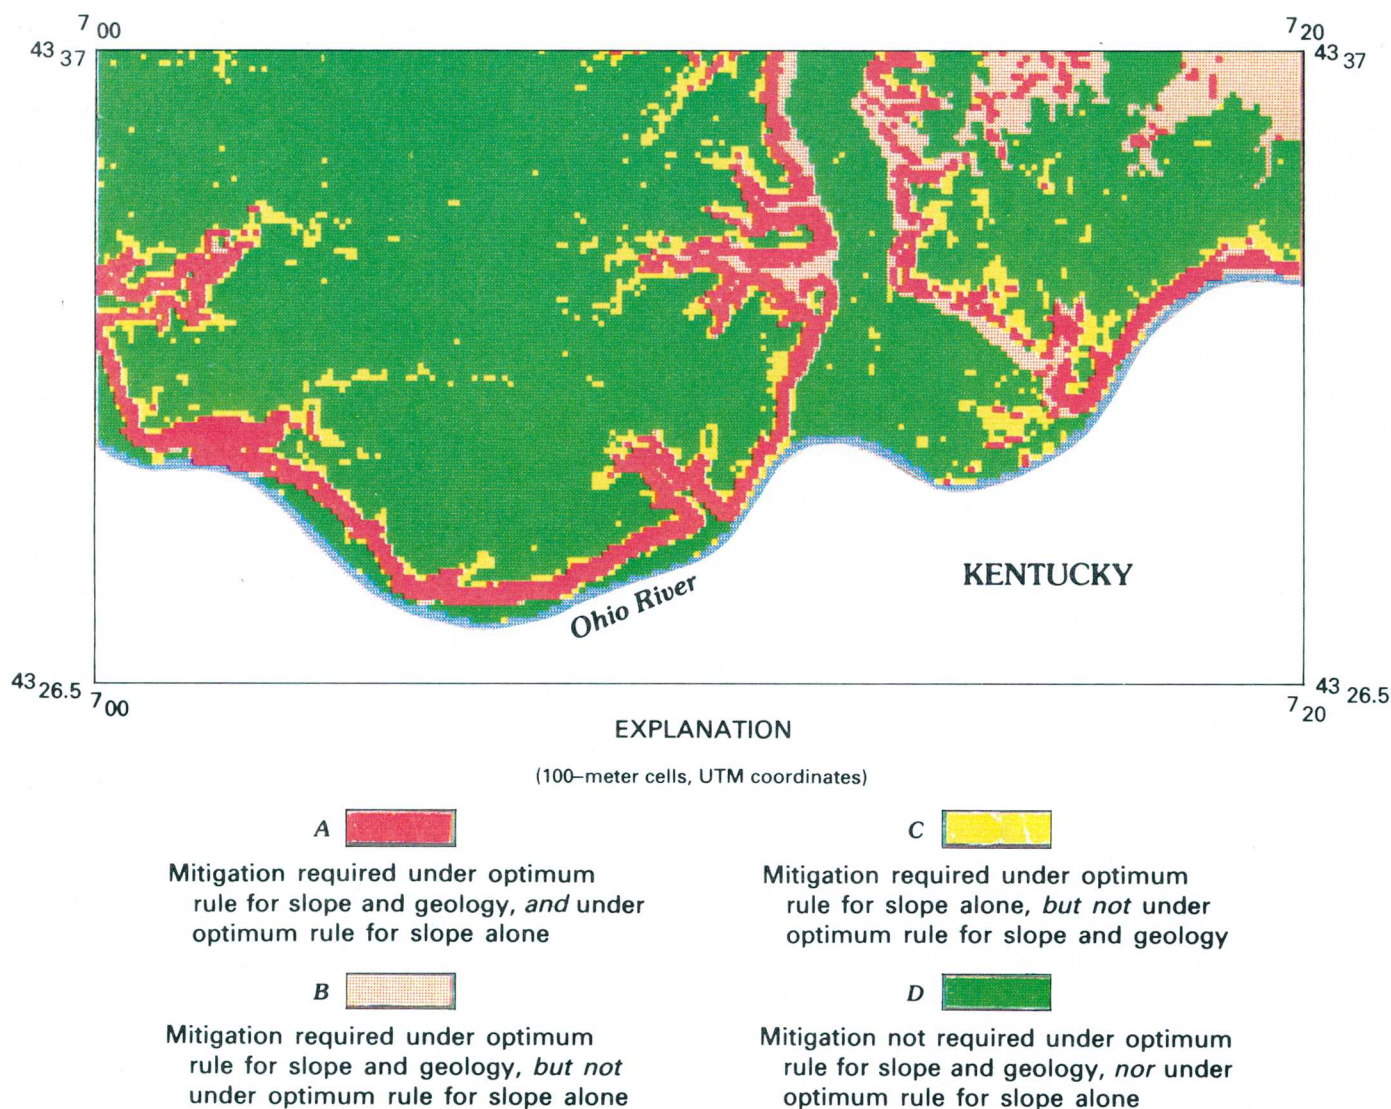 7 00
7 20
43 37
43 37
KENTUCKY
Ohio River
43 26.5
43 26.5
7 00
7 20
EXPLANATION
(100-meter cells, UTM coordinates)
A
Mitigation required under optimum
rule for slope and geology, and under
optimum rule for slope alone
C
Mitigation required under optimum
rule for slope alone, but not under
optimum rule for slope and geology
B
Mitigation required under optimum
rule for slope and geology, but not
under optimum rule for slope alone
D
Mitigation not required under optimum
rule for slope and geology, nor under
optimum rule for slope alone